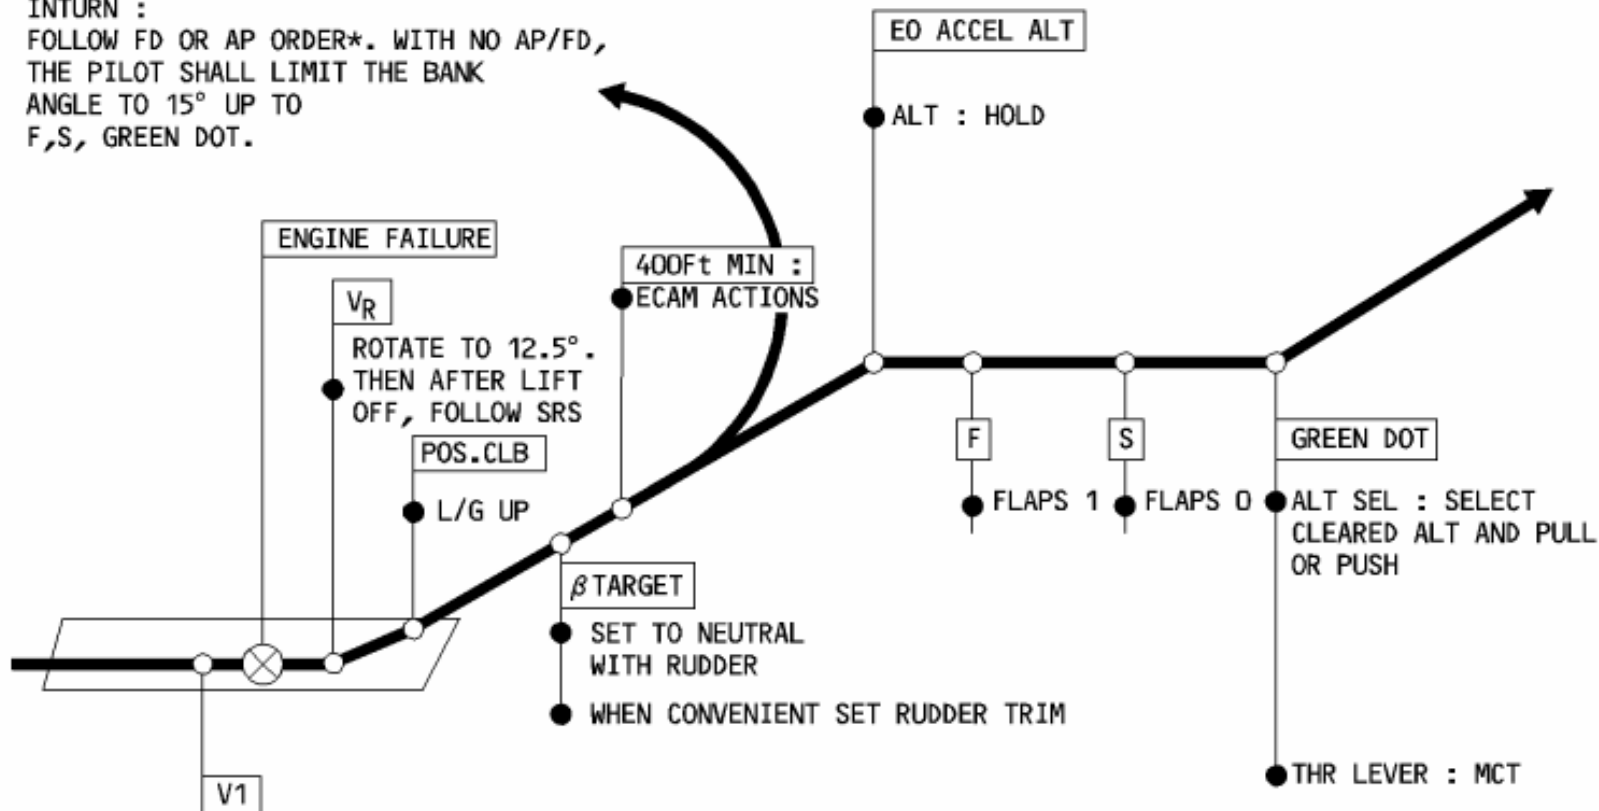 INTURN :
FOLLOW FD OR AP ORDER*. WITH NO AP/FD,
THE PILOT SHALL LIMIT THE BANK
ANGLE TO 15° UP TO
F,S, GREEN DOT.
EO ACCEL ALT
ALT : HOLD
ENGINE FAILURE
400Ft MIN :
ECAM ACTIONS
VR
ROTATE TO 12.5°.
THEN AFTER LIFT
OFF, FOLLOW SRS
POS.CLB
L/G UP
F
FLAPS 1
S
FLAPS 0
GREEN DOT
ALT SEL : SELECT
CLEARED ALT AND PULL
OR PUSH
β TARGET
SET TO NEUTRAL
WITH RUDDER
WHEN CONVENIENT SET RUDDER TRIM
THR LEVER : MCT
V1